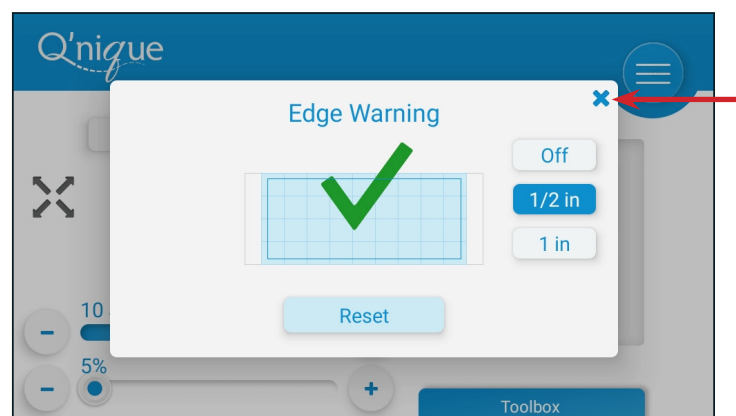 Q'nique
Edge Warning
Off
1/2 in
1 in
Reset
10
5%
Toolbox